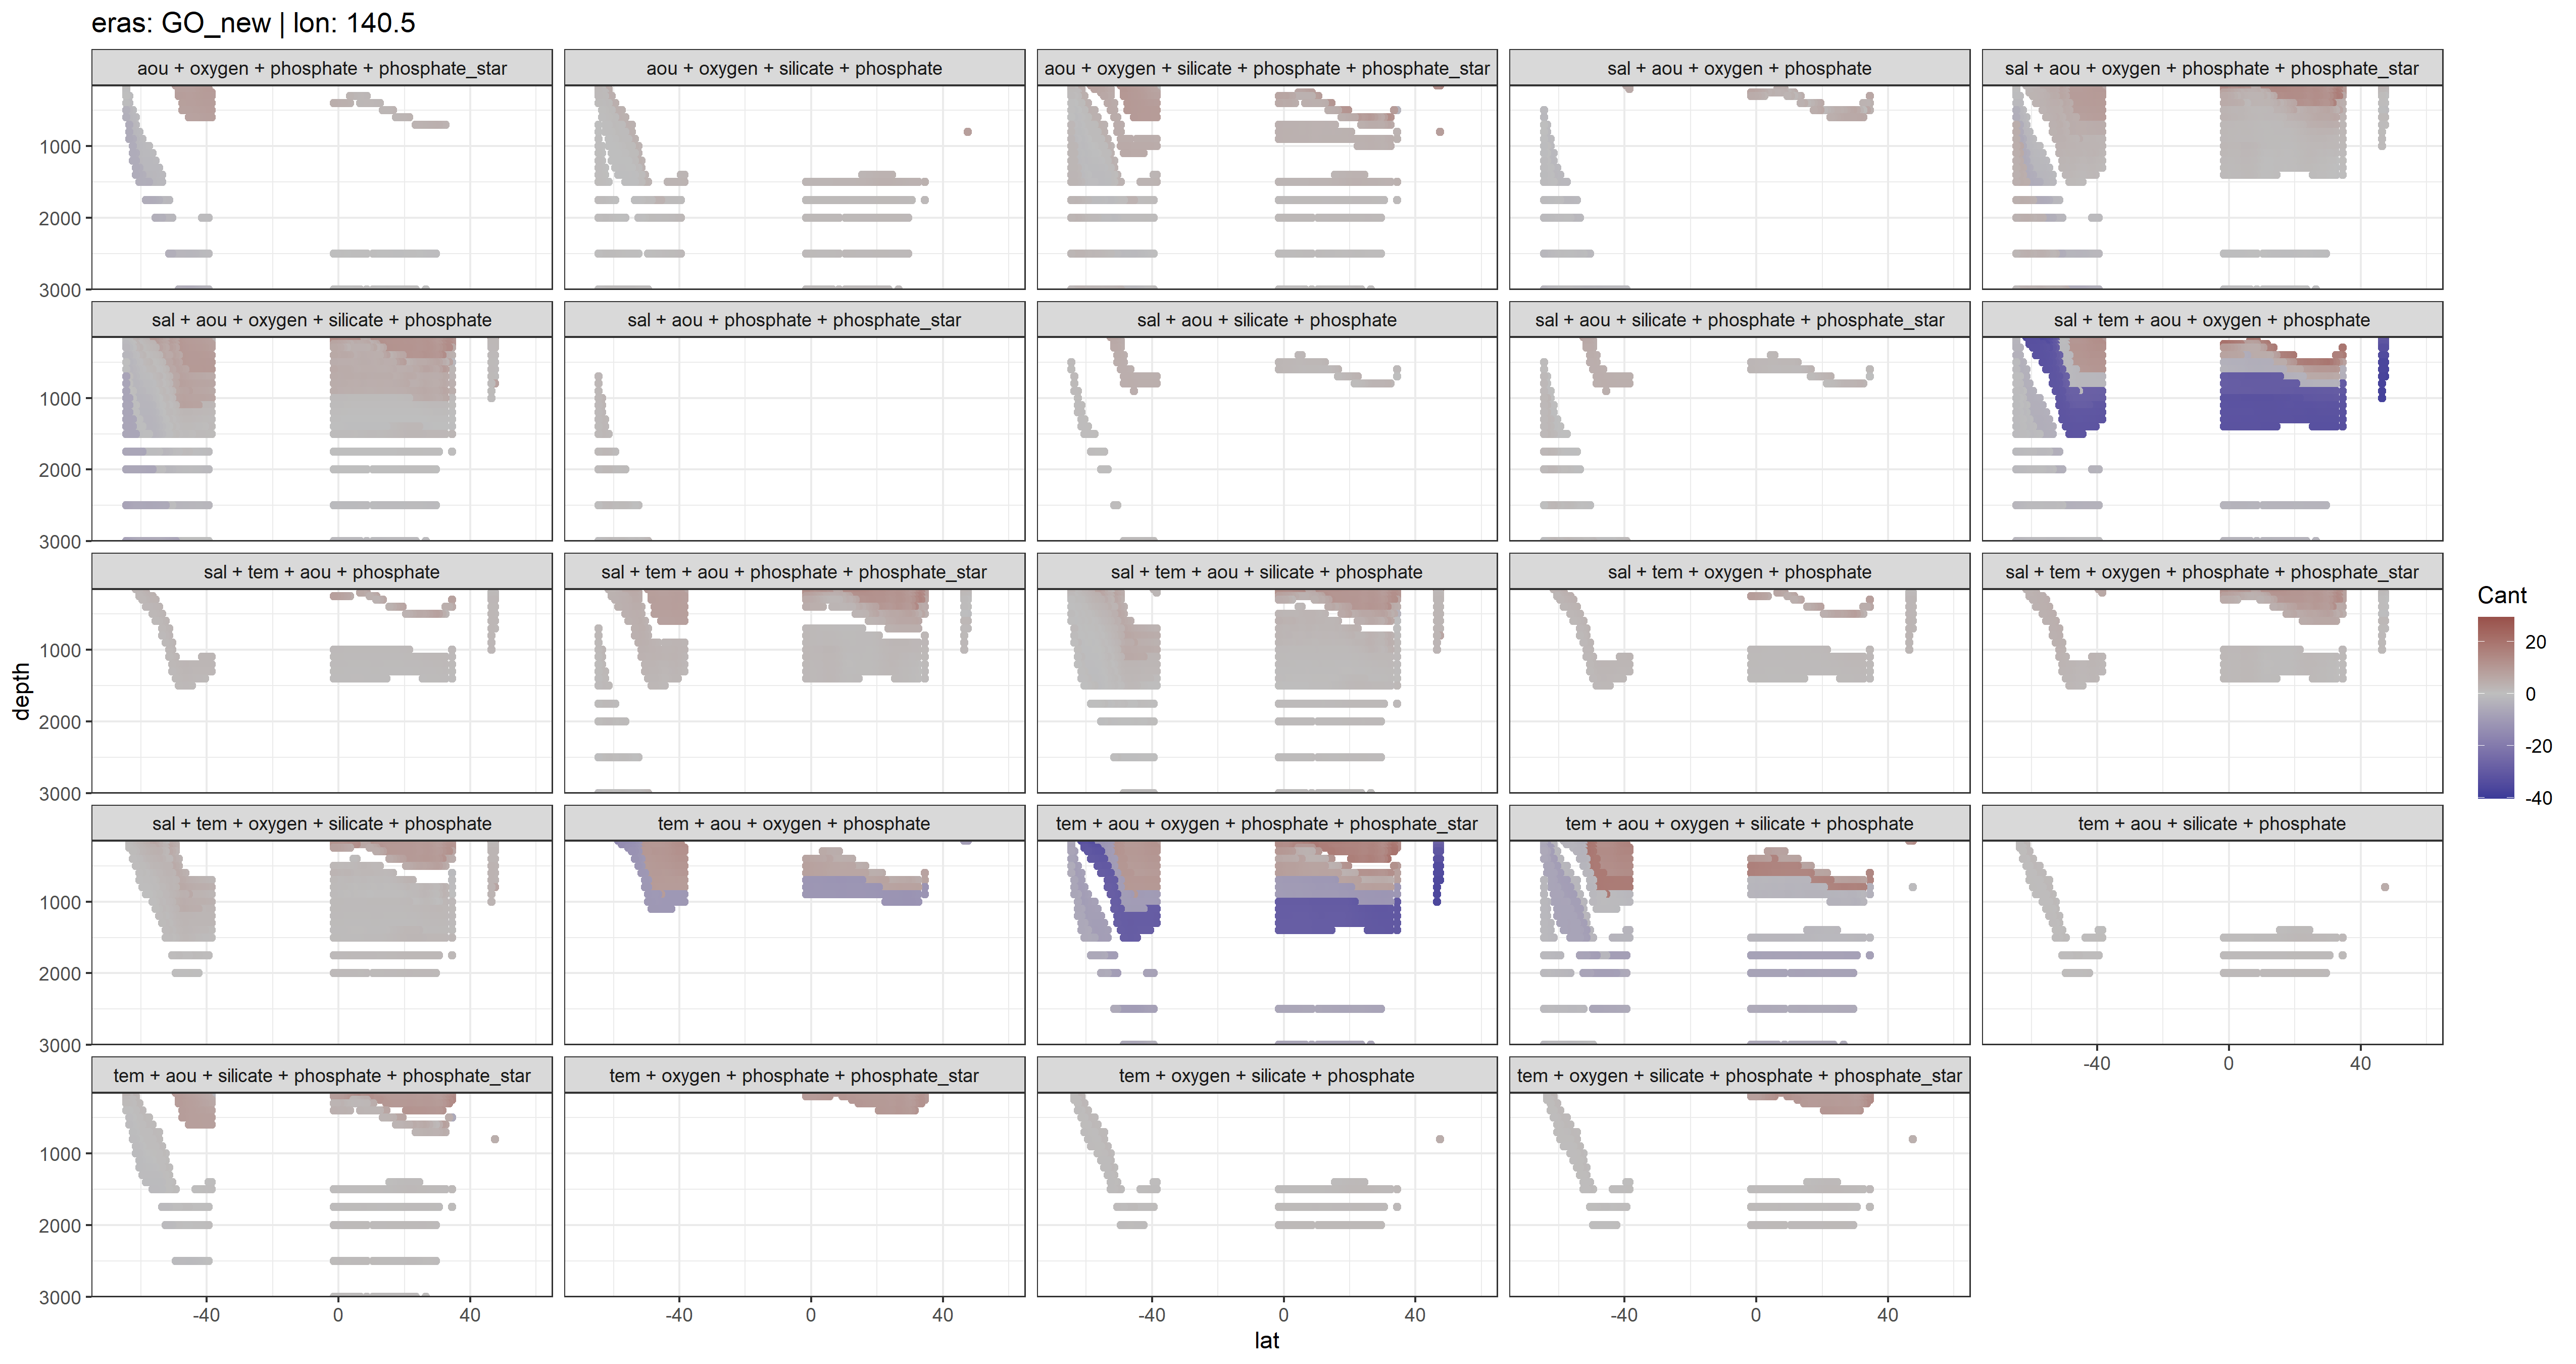 eras: GO_new | lon: 140.5
aou + oxygen + phosphate + phosphate_star
aou + oxygen + silicate + phosphate
aou + oxygen + silicate + phosphate + phosphate_star
sal + aou + oxygen + phosphate
sal + aou + oxygen + phosphate + phosphate_star
1000
2000
3000
sal + aou + oxygen + silicate + phosphate
sal + aou + phosphate + phosphate_star
sal + aou + silicate + phosphate
sal + aou + silicate + phosphate + phosphate_star
sal + tem + aou + oxygen + phosphate
1000
2000
3000
sal + tem + aou + phosphate
sal + tem + aou + phosphate + phosphate_star
sal + tem + aou + silicate + phosphate
sal + tem + oxygen + phosphate
sal + tem + oxygen + phosphate + phosphate_star
1000
2000
3000
depth
sal + tem + oxygen + silicate + phosphate
tem + aou + oxygen + phosphate
tem + aou + oxygen + phosphate + phosphate_star
tem + aou + oxygen + silicate + phosphate
tem + aou + silicate + phosphate
1000
2000
3000
-40 0 40
tem + aou + silicate + phosphate + phosphate_star
tem + oxygen + phosphate + phosphate_star
tem + oxygen + silicate + phosphate
tem + oxygen + silicate + phosphate + phosphate_star
1000
2000
3000
-40 0 40
-40 0 40
-40 0 40
-40 0 40
lat
Cant
20
0
-20
-40